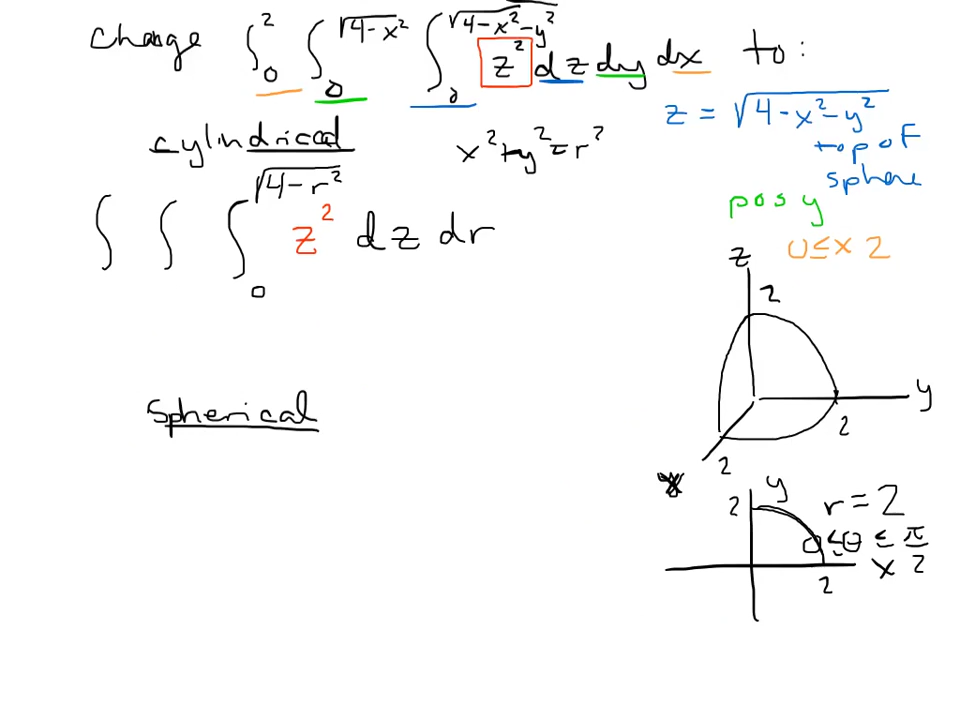 change ∫₀² ∫₀^√(4-x²) ∫₀^√(4-x²-y²) z² dz dy dx to:
z = √(4-x²-y²)
top of
sphere
cylindrical x²+y²=r²
pos y
0≤x 2
∫ ∫ ∫₀^√(4-r²) z² dz dr
z
2
y
2
2
x
spherical
y
2
r = 2
0 ≤ θ ≤ π/2
x
2